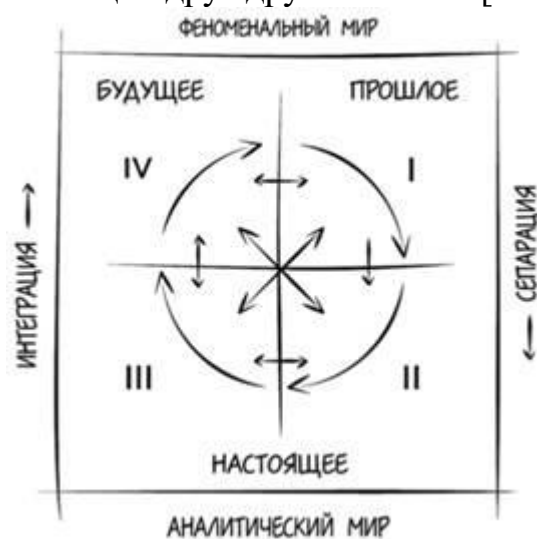 ФЕНОМЕНАЛЬНЫЙ МИР
БУДУЩЕЕ ПРОШЛОЕ
IV I
ИНТЕГРАЦИЯ
СЕПАРАЦИЯ
III II
НАСТОЯЩЕЕ
АНАЛИТИЧЕСКИЙ МИР